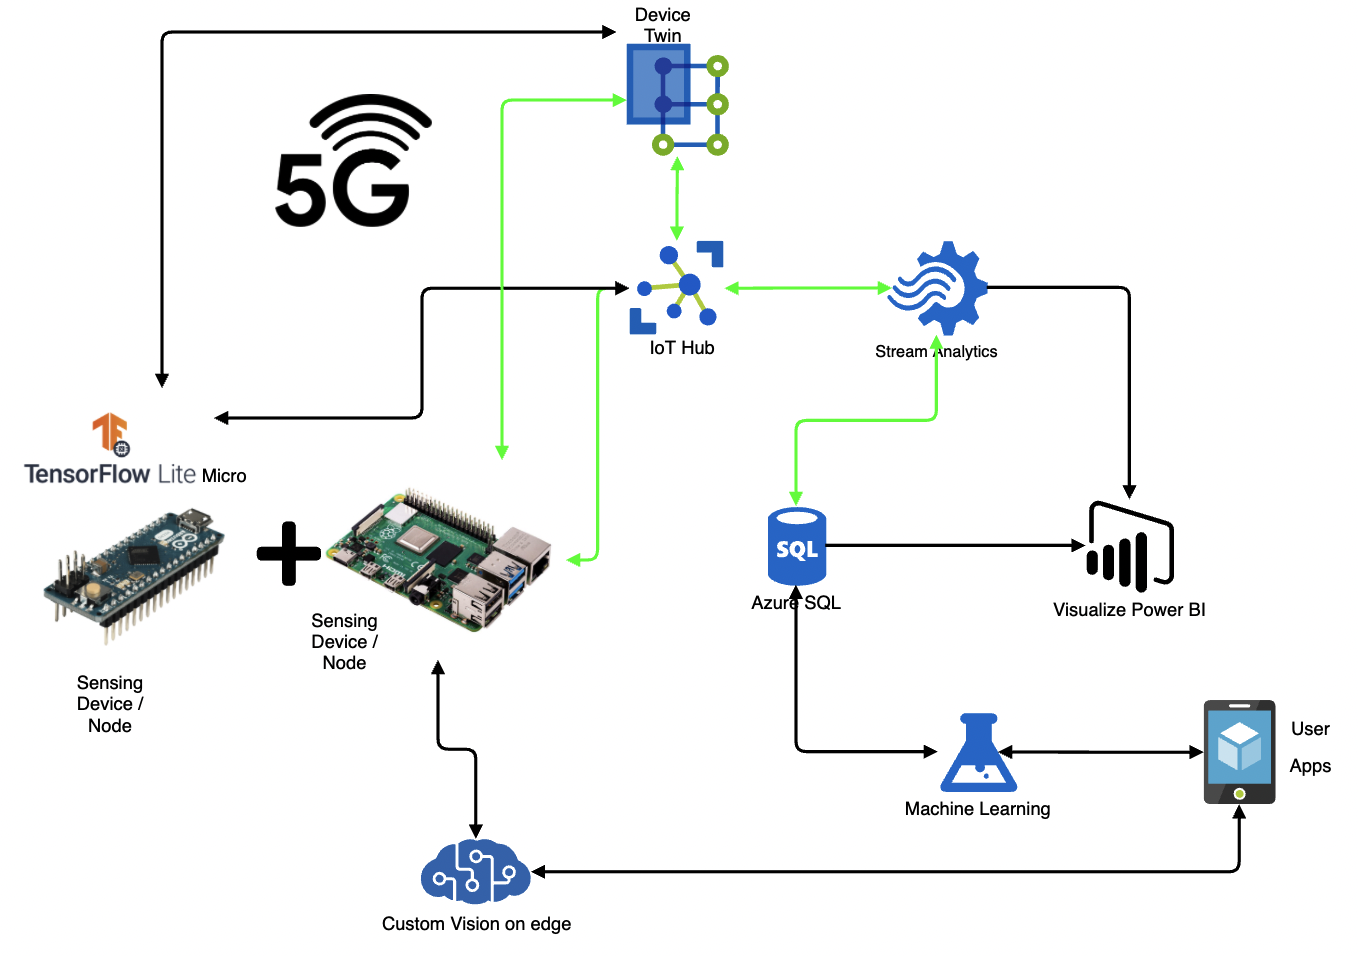 Device
Twin
5G
IoT Hub
Stream Analytics
TensorFlow Lite Micro
SQL
Azure SQL
Visualize Power BI
Sensing
Device /
Node
Sensing
Device /
Node
User
Apps
Machine Learning
Custom Vision on edge